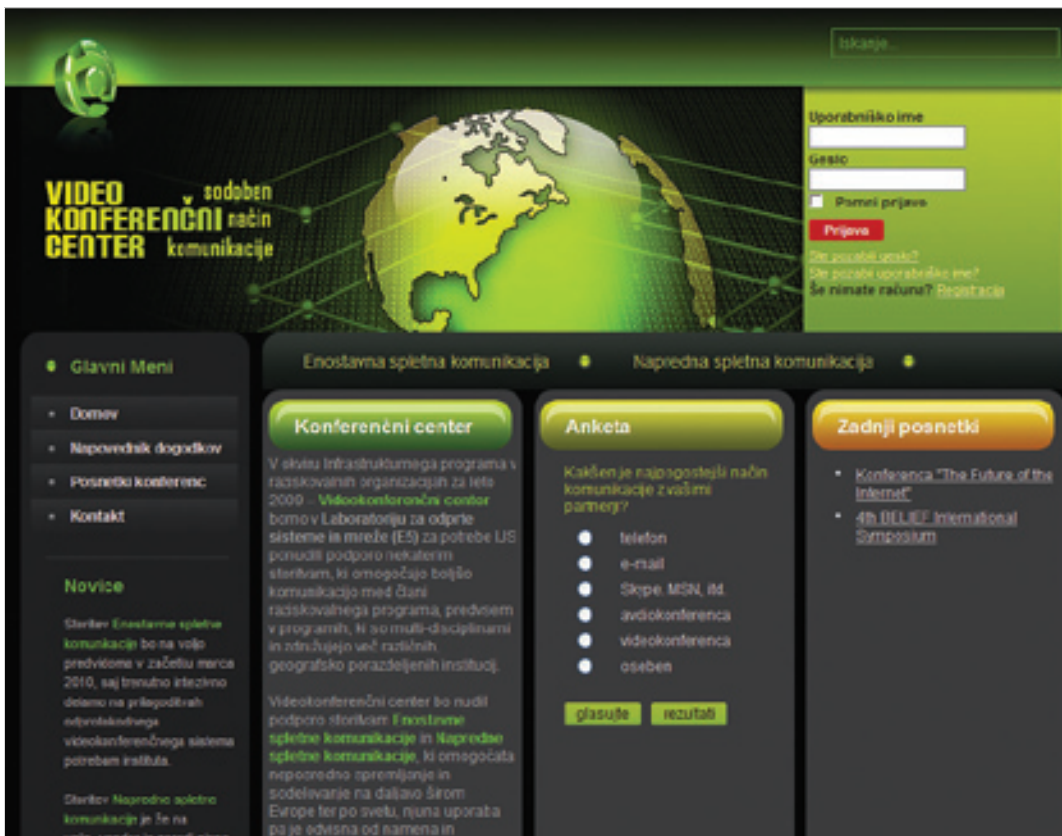 Iskanje...
Uporabniško ime
Geslo
Pomni prijavo
Prijava
Ste pozabili geslo?
Ste pozabi uporabniško ime?
Še nimate računa? Registracija
VIDEO
KONFERENČNI
CENTER
sodoben
način
komunikacije
Glavni Meni
Domov
Napovednik dogodkov
Posnetki konferenc
Kontakt
Novice
Storitev Enostavne spletne
komunikacije bo na voljo
predvidoma v začetku marca
2010, saj trenutno intezivno
delamo na prilagoditvah
odprtokodnega
videokonferenčnega sistema
potrebam instituta.
Storitev Napredne spletne
komunikacije je že na
Enostavna spletna komunikacija
Napredna spletna komunikacija
Konferenčni center
V okviru Infrastrukturnega programa v
raziskovalnih organizacijah za leto
2009 - Videokonferenčni center
bomo v Laboratoriju za odprte
sisteme in mreže (E5) za potrebe IJS
ponudili podporo nekaterim
storitvam, ki omogočajo boljšo
komunikacijo med člani
raziskovalnega programa, predvsem
v programih, ki so multi-disciplinarni
in združujejo več različnih,
geografsko porazdeljenih institucij.
Videokonferenčni center bo nudil
podporo storitvam Enostavne
spletne komunikacije in Napredne
spletne komunikacije, ki omogočata
neposredno spremljanje in
sodelovanje na daljavo širom
Evrope ter po svetu, njuna uporaba
pa je odvisna od namena in
Anketa
Kakšen je najpogostejši način
komunikacije z vašimi
partnerji?
telefon
e-mail
Skype, MSN, itd.
avdiokonferenca
videokonferenca
oseben
glasujte
rezultati
Zadnji posnetki
Konferenca "The Future of the
Internet"
4th BELIEF International
Symposium